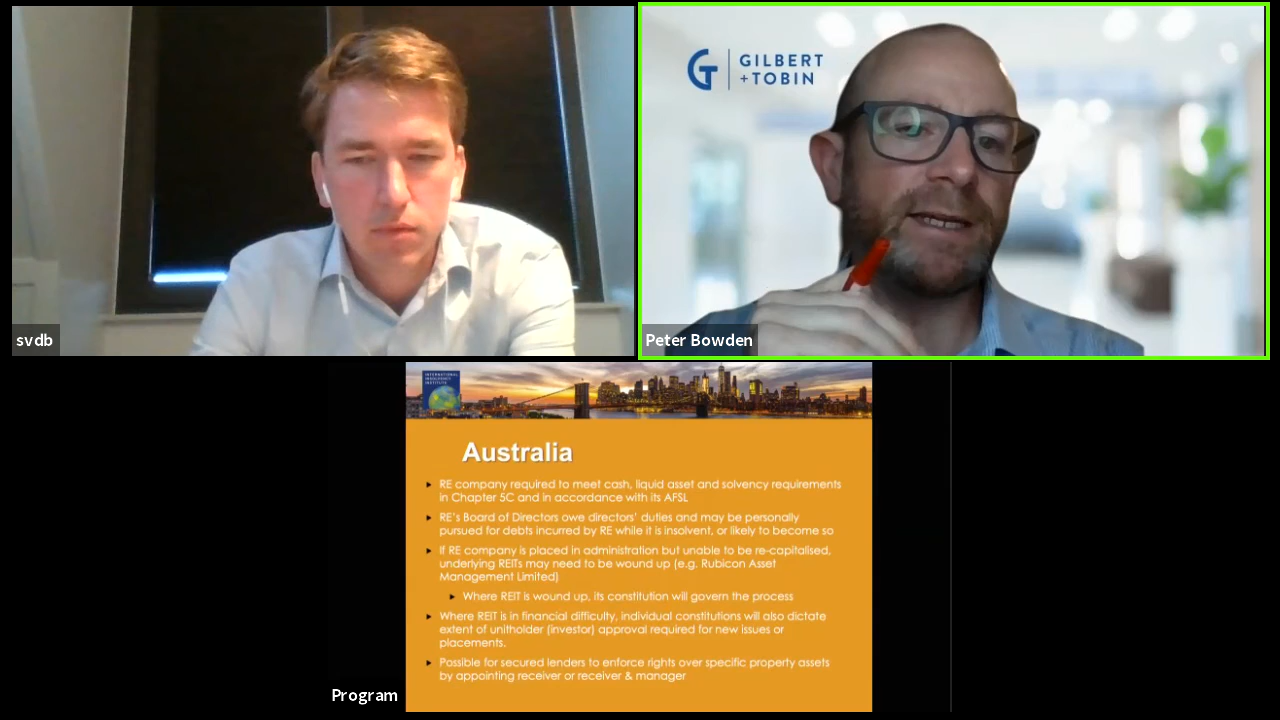 GILBERT
+TOBIN
svdb
Peter Bowden
INTERNATIONAL
INSOLVENCY
INSTITUTE
Australia
RE company required to meet cash, liquid asset and solvency requirements
in Chapter 5C and in accordance with its AFSL
RE's Board of Directors owe directors' duties and may be personally
pursued for debts incurred by RE while it is insolvent, or likely to become so
If RE company is placed in administration but unable to be re-capitalised,
underlying REITs may need to be wound up (e.g. Rubicon Asset
Management Limited)
Where REIT is wound up, its constitution will govern the process
Where REIT is in financial difficulty, individual constitutions will also dictate
extent of unitholder (investor) approval required for new issues or
placements.
Possible for secured lenders to enforce rights over specific property assets
by appointing receiver or receiver & manager
Program